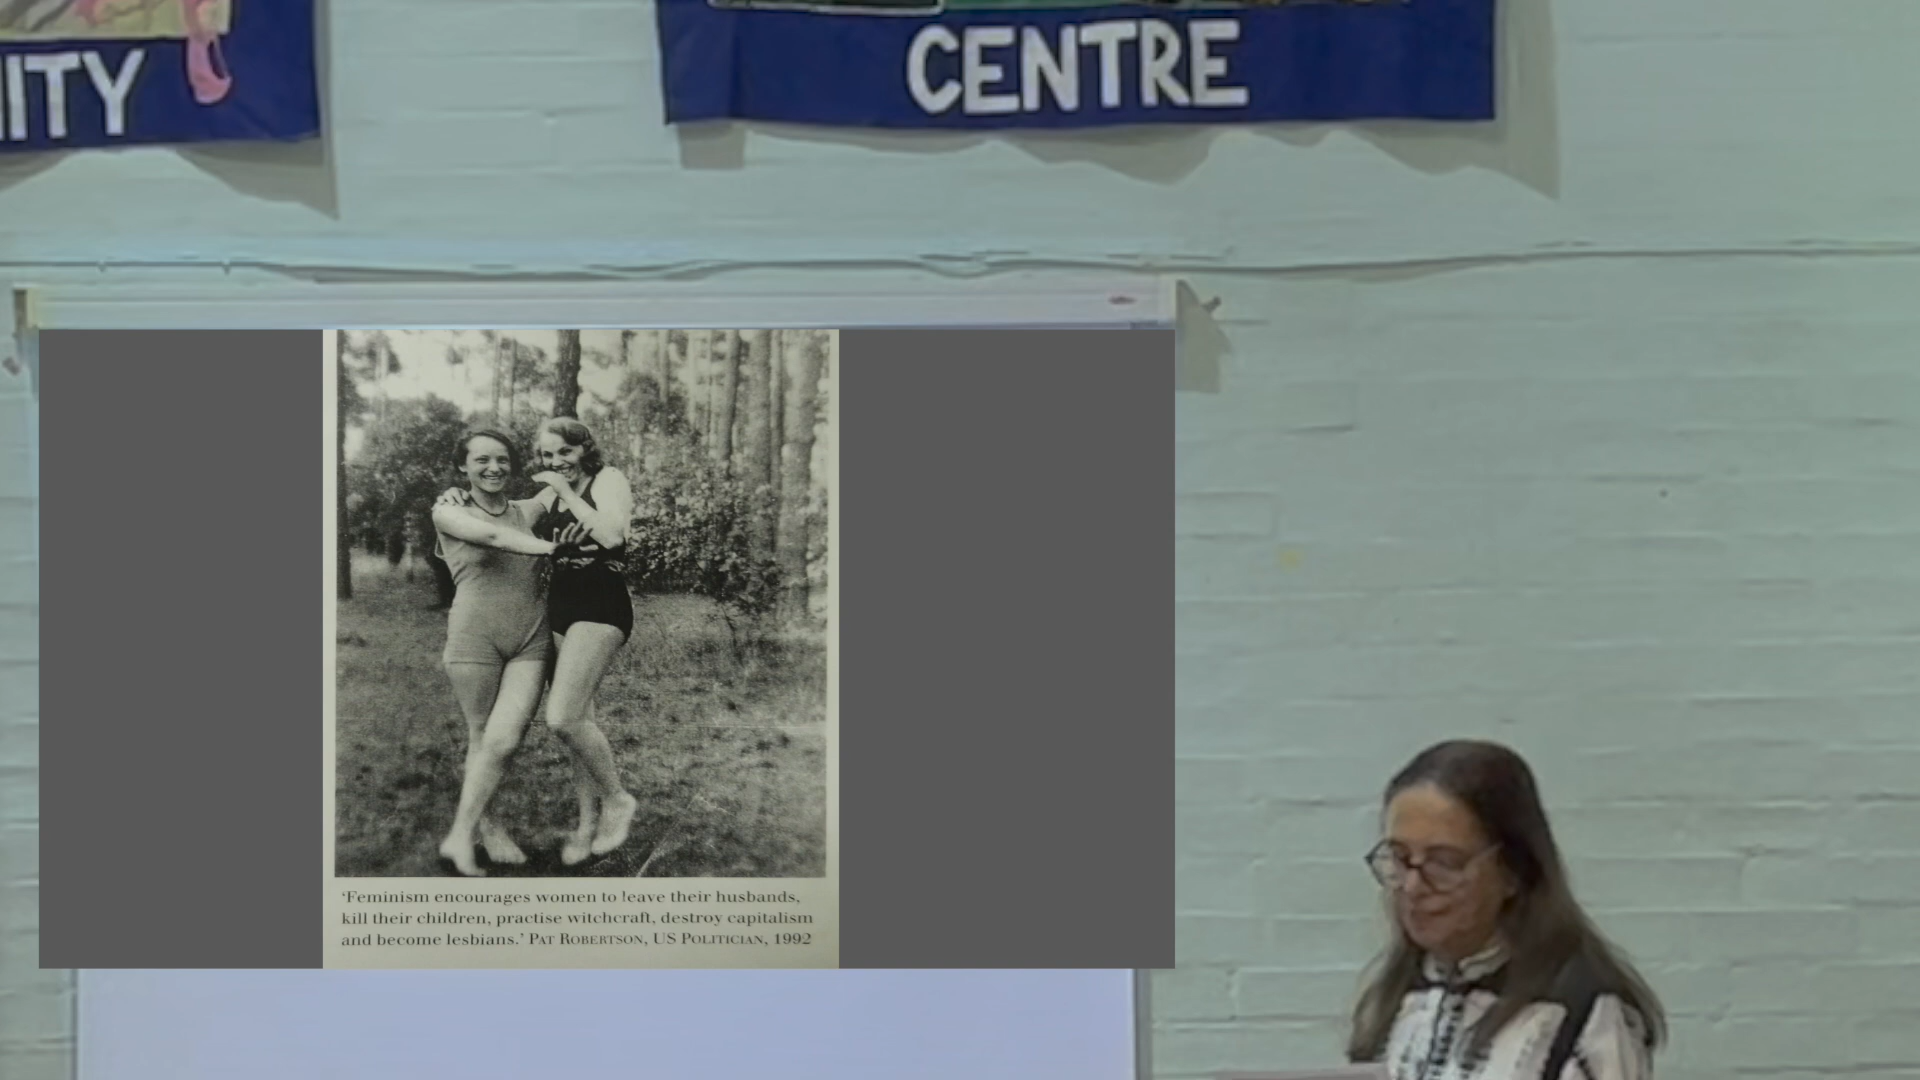 ITY
CENTRE
‘Feminism encourages women to leave their husbands,
kill their children, practise witchcraft, destroy capitalism
and become lesbians.’ PAT ROBERTSON, US POLITICIAN, 1992